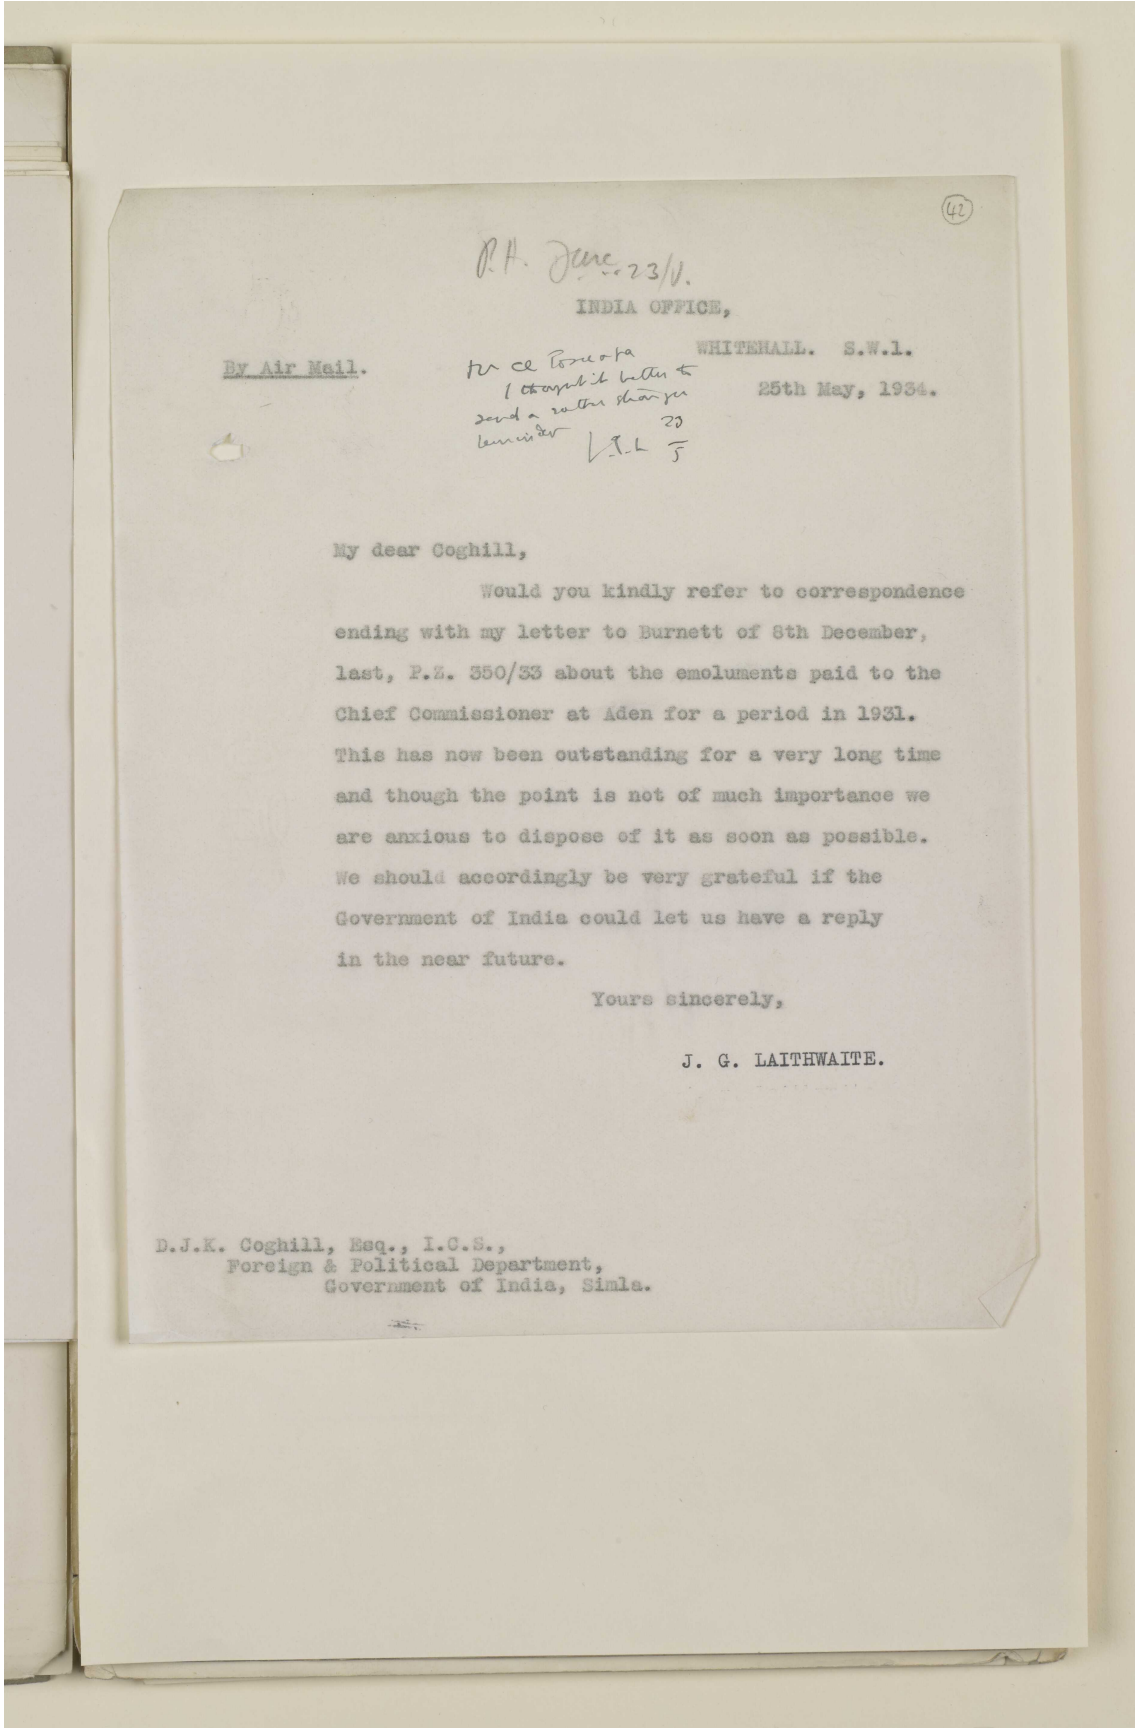 42
P.A. June 23/V.
INDIA OFFICE,
WHITEHALL. S.W.1.
By Air Mail.
25th May, 1934.
I thought it better to
send a rather stronger
reminder
My dear Coghill,
Would you kindly refer to correspondence
ending with my letter to Burnett of 8th December,
last, P.Z. 350/33 about the emoluments paid to the
Chief Commissioner at Aden for a period in 1931.
This has now been outstanding for a very long time
and though the point is not of much importance we
are anxious to dispose of it as soon as possible.
We should accordingly be very grateful if the
Government of India could let us have a reply
in the near future.
Yours sincerely,
J. G. LAITHWAITE.
D.J.K. Coghill, Esq., I.C.S.,
Foreign & Political Department,
Government of India, Simla.